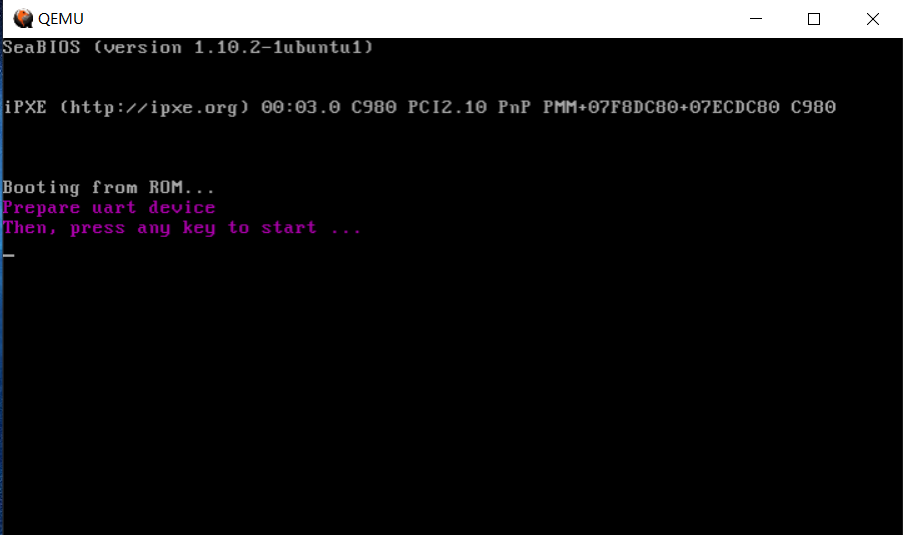 QEMU
SeaBIOS (version 1.10.2-1ubuntu1)
iPXE (http://ipxe.org) 00:03.0 C980 PCI2.10 PnP PMM+07F8DC80+07ECDC80 C980
Booting from ROM...
Prepare uart device
Then, press any key to start ...